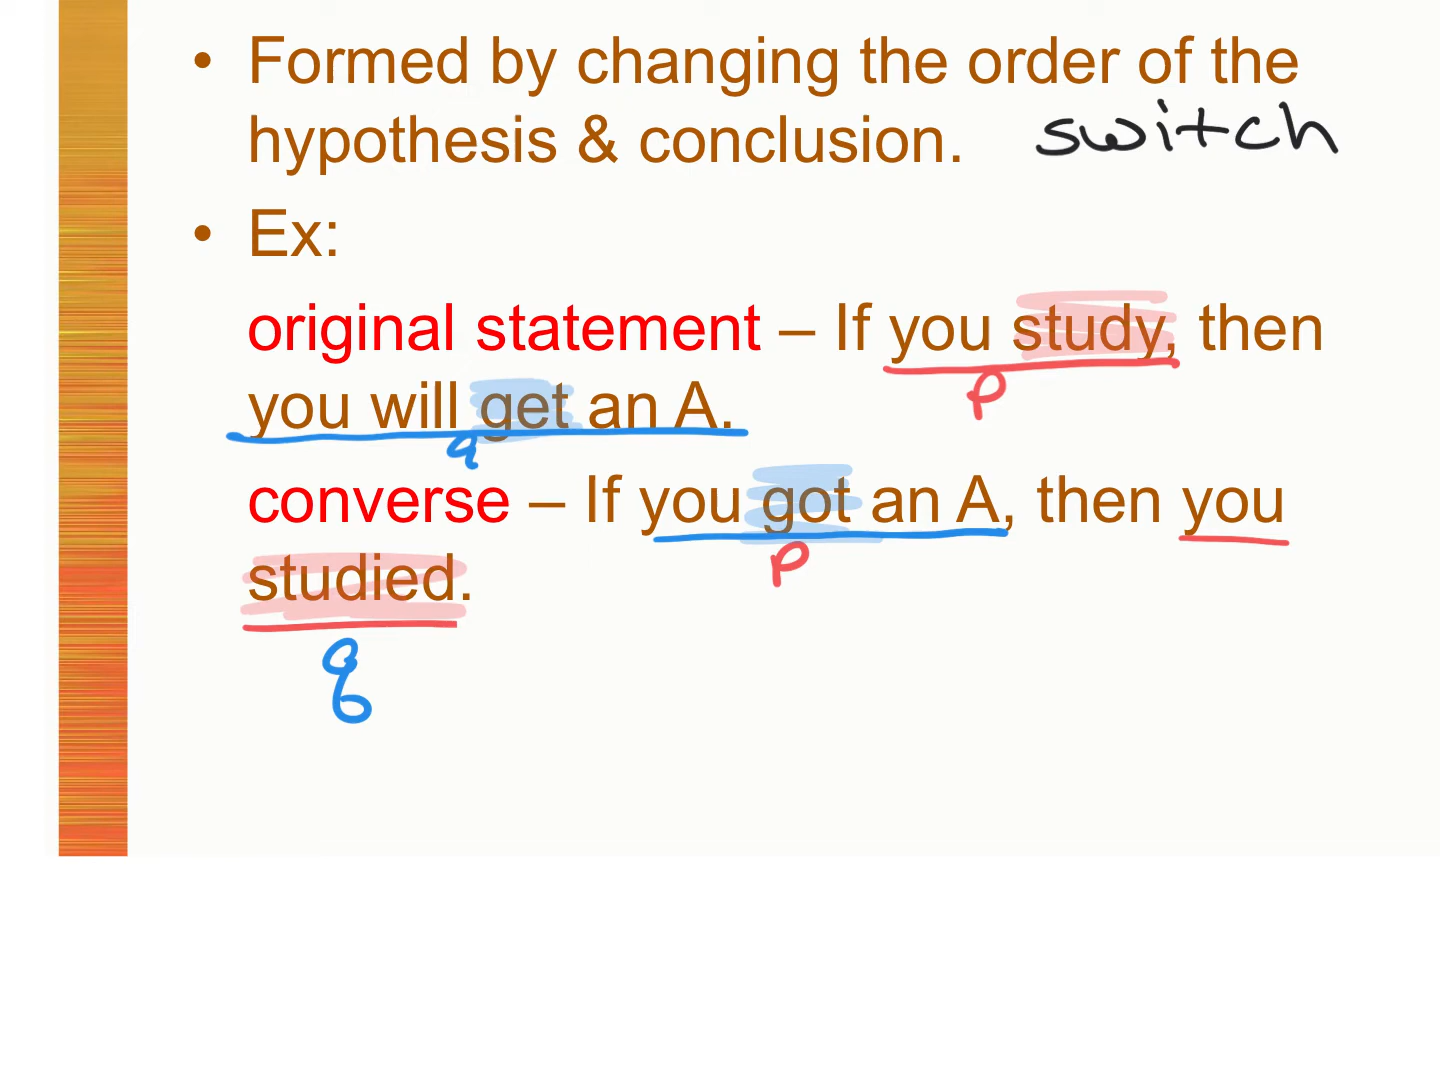 • Formed by changing the order of the
hypothesis & conclusion. switch
• Ex:
original statement – If you study, then
p
you will get an A.
q
converse – If you got an A, then you
p
studied.
q